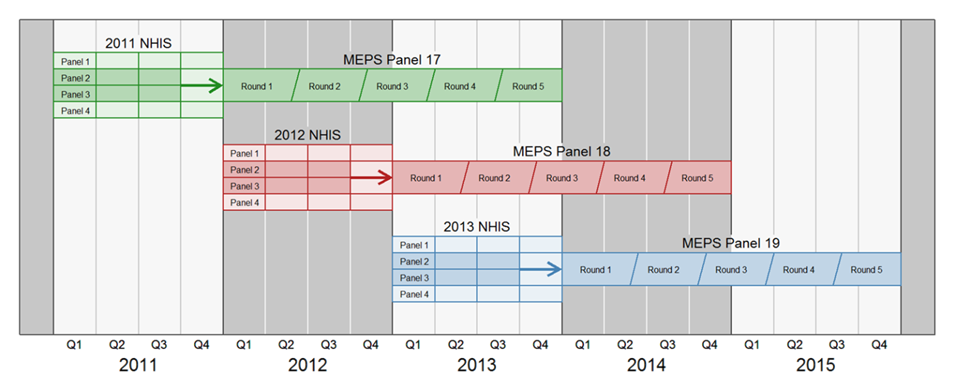 2011 NHIS
MEPS Panel 17
Panel 1
Panel 2
Panel 3
Panel 4
Round 1 Round 2 Round 3 Round 4 Round 5
2012 NHIS
MEPS Panel 18
Panel 1
Panel 2
Panel 3
Panel 4
Round 1 Round 2 Round 3 Round 4 Round 5
2013 NHIS
MEPS Panel 19
Panel 1
Panel 2
Panel 3
Panel 4
Round 1 Round 2 Round 3 Round 4 Round 5
Q1 Q2 Q3 Q4 Q1 Q2 Q3 Q4 Q1 Q2 Q3 Q4 Q1 Q2 Q3 Q4 Q1 Q2 Q3 Q4
2011 2012 2013 2014 2015